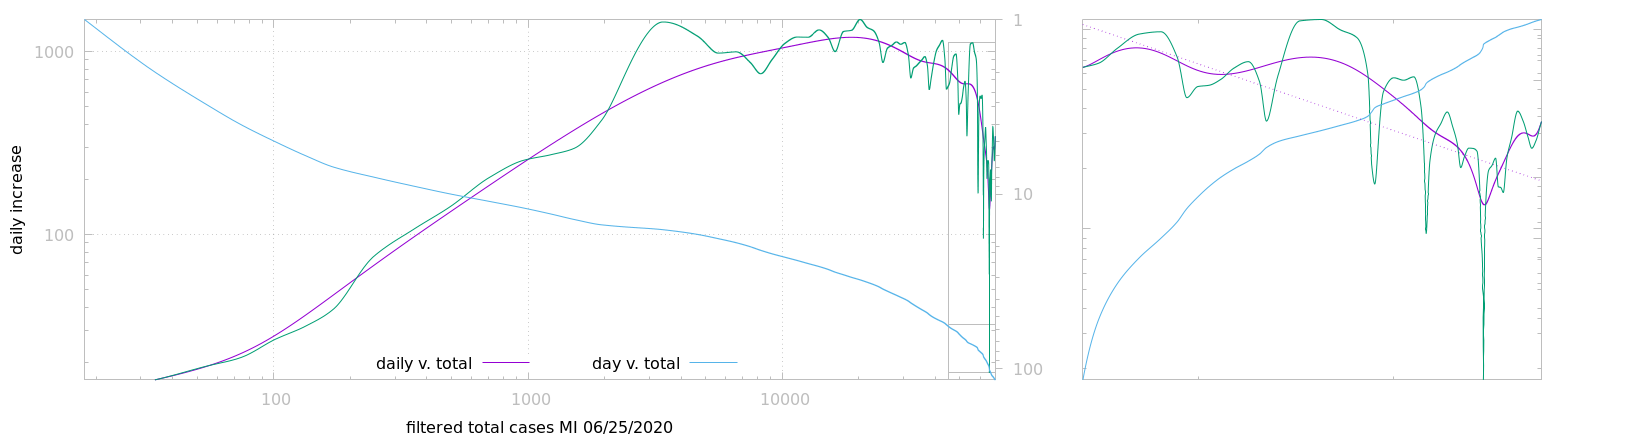 1000
100
daily increase
1
10
100
daily v. total
day v. total
100
1000
10000
filtered total cases MI 06/25/2020